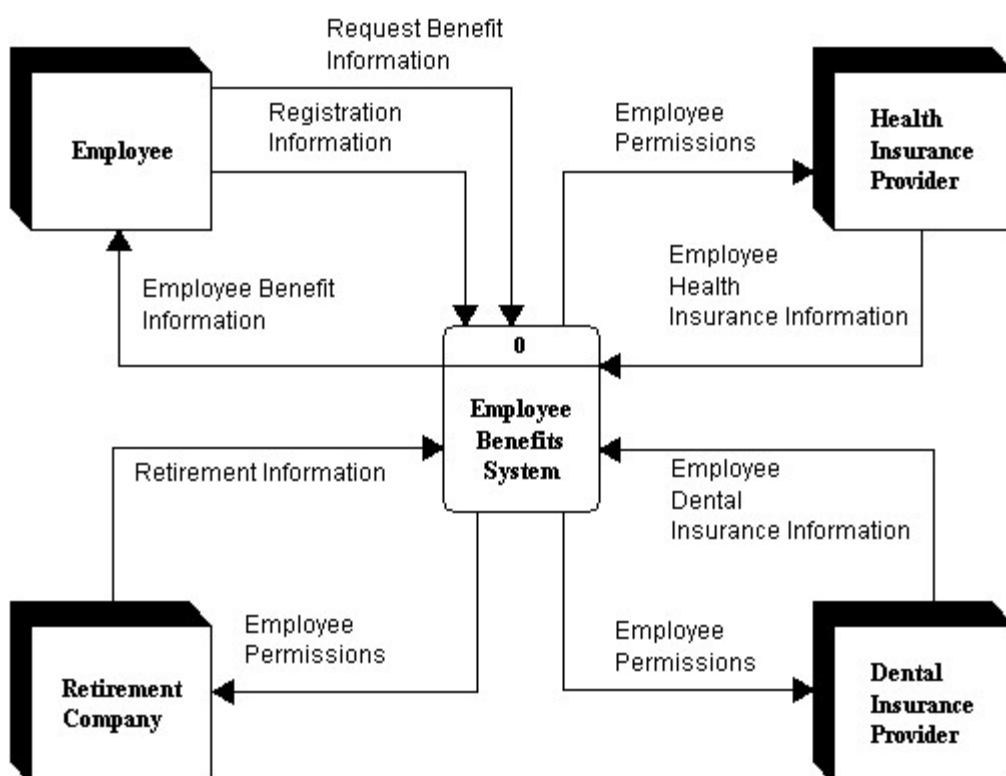 Request Benefit
Information
Employee
Registration
Information
Employee
Permissions
Health
Insurance
Provider
Employee Benefit
Information
Employee
Health
Insurance Information
0
Employee
Benefits
System
Retirement Information
Employee
Dental
Insurance Information
Retirement
Company
Employee
Permissions
Employee
Permissions
Dental
Insurance
Provider